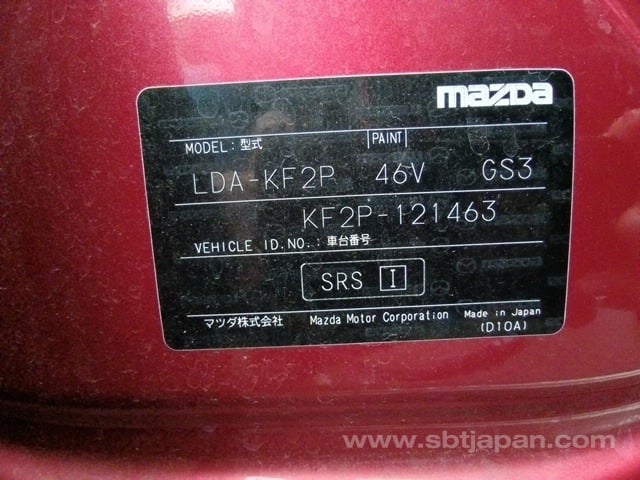 mazda
MODEL: 型式 PAINT
LDA-KF2P 46V GS3
KF2P-121463
VEHICLE ID.NO.: 車台番号
SRS I
マツダ株式会社 Mazda Motor Corporation Made in Japan
(D10A)
www.sbtjapan.com